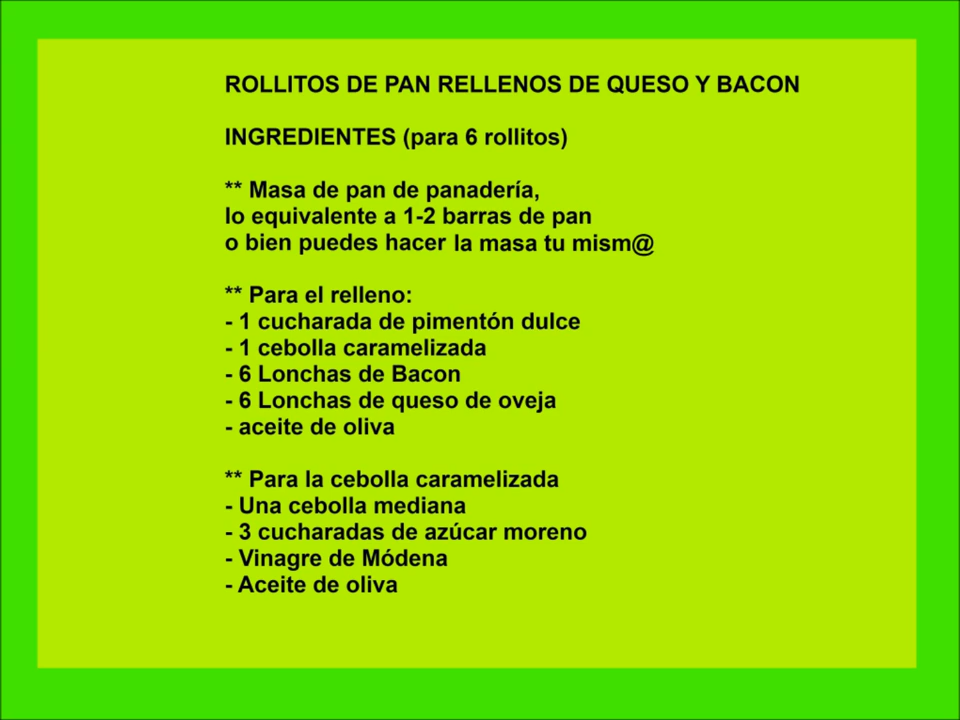 ROLLITOS DE PAN RELLENOS DE QUESO Y BACON
INGREDIENTES (para 6 rollitos)
** Masa de pan de panadería,
lo equivalente a 1-2 barras de pan
o bien puedes hacer la masa tu mism@
** Para el relleno:
- 1 cucharada de pimentón dulce
- 1 cebolla caramelizada
- 6 Lonchas de Bacon
- 6 Lonchas de queso de oveja
- aceite de oliva
** Para la cebolla caramelizada
- Una cebolla mediana
- 3 cucharadas de azúcar moreno
- Vinagre de Módena
- Aceite de oliva